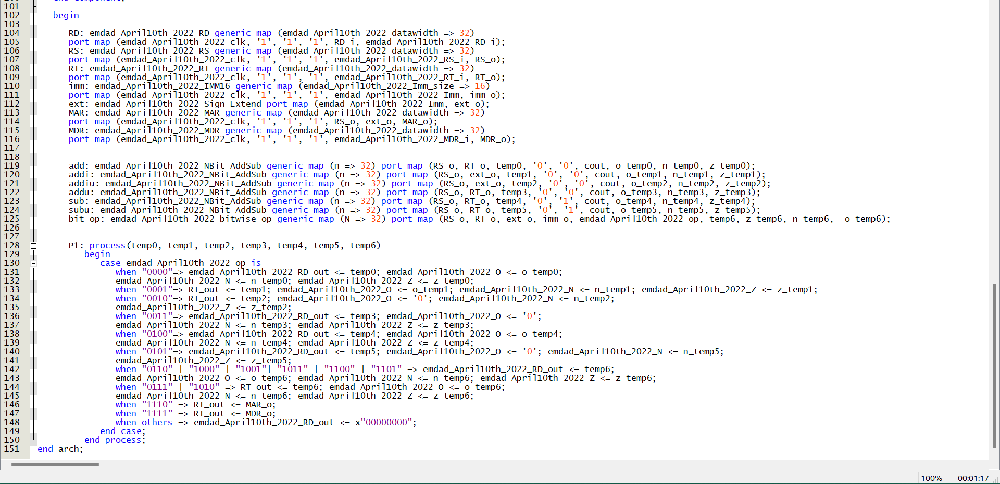 101
102 begin
103
104 RD: emdad_April10th_2022_RD generic map (emdad_April10th_2022_datawidth => 32)
105 port map (emdad_April10th_2022_clk, '1', '1', '1', RD_i, emdad_April10th_2022_RD_i);
106 RS: emdad_April10th_2022_RS generic map (emdad_April10th_2022_datawidth => 32)
107 port map (emdad_April10th_2022_clk, '1', '1', '1', emdad_April10th_2022_RS_i, RS_o);
108 RT: emdad_April10th_2022_RT generic map (emdad_April10th_2022_datawidth => 32)
109 port map (emdad_April10th_2022_clk, '1', '1', '1', emdad_April10th_2022_RT_i, RT_o);
110 imm: emdad_April10th_2022_IMM16 generic map (emdad_April10th_2022_Imm_size => 16)
111 port map (emdad_April10th_2022_clk, '1', '1', '1', emdad_April10th_2022_Imm, imm_o);
112 ext: emdad_April10th_2022_Sign_Extend port map (emdad_April10th_2022_Imm, ext_o);
113 MAR: emdad_April10th_2022_MAR generic map (emdad_April10th_2022_datawidth => 32)
114 port map (emdad_April10th_2022_clk, '1', '1', '1', RS_o, ext_o, MAR_o);
115 MDR: emdad_April10th_2022_MDR generic map (emdad_April10th_2022_datawidth => 32)
116 port map (emdad_April10th_2022_clk, '1', '1', '1', emdad_April10th_2022_MDR_i, MDR_o);
117
118
119 add: emdad_April10th_2022_NBit_AddSub generic map (n => 32) port map (RS_o, RT_o, temp0, '0', '0', cout, o_temp0, n_temp0, z_temp0);
120 addi: emdad_April10th_2022_NBit_AddSub generic map (n => 32) port map (RS_o, ext_o, temp1, '0', '0', cout, o_temp1, n_temp1, z_temp1);
121 addiu: emdad_April10th_2022_NBit_AddSub generic map (n => 32) port map (RS_o, ext_o, temp2, '0', '0', cout, o_temp2, n_temp2, z_temp2);
122 addu: emdad_April10th_2022_NBit_AddSub generic map (n => 32) port map (RS_o, RT_o, temp3, '0', '0', cout, o_temp3, n_temp3, z_temp3);
123 sub: emdad_April10th_2022_NBit_AddSub generic map (n => 32) port map (RS_o, RT_o, temp4, '0', '1', cout, o_temp4, n_temp4, z_temp4);
124 subu: emdad_April10th_2022_NBit_AddSub generic map (n => 32) port map (RS_o, RT_o, temp5, '0', '1', cout, o_temp5, n_temp5, z_temp5);
125 bit_op: emdad_April10th_2022_bitwise_op generic map (N => 32) port map (RS_o, RT_o, ext_o, imm_o, emdad_April10th_2022_op, temp6, z_temp6, n_temp6,  o_temp6);
126
127
128 P1: process(temp0, temp1, temp2, temp3, temp4, temp5, temp6)
129 begin
130 case emdad_April10th_2022_op is
131 when "0000"=> emdad_April10th_2022_RD_out <= temp0; emdad_April10th_2022_O <= o_temp0;
132 emdad_April10th_2022_N <= n_temp0; emdad_April10th_2022_Z <= z_temp0;
133 when "0001"=> RT_out <= temp1; emdad_April10th_2022_O <= o_temp1; emdad_April10th_2022_N <= n_temp1; emdad_April10th_2022_Z <= z_temp1;
134 when "0010"=> RT_out <= temp2; emdad_April10th_2022_O <= '0'; emdad_April10th_2022_N <= n_temp2;
135 emdad_April10th_2022_Z <= z_temp2;
136 when "0011"=> emdad_April10th_2022_RD_out <= temp3; emdad_April10th_2022_O <= '0';
137 emdad_April10th_2022_N <= n_temp3; emdad_April10th_2022_Z <= z_temp3;
138 when "0100"=> emdad_April10th_2022_RD_out <= temp4; emdad_April10th_2022_O <= o_temp4;
139 emdad_April10th_2022_N <= n_temp4; emdad_April10th_2022_Z <= z_temp4;
140 when "0101"=> emdad_April10th_2022_RD_out <= temp5; emdad_April10th_2022_O <= '0'; emdad_April10th_2022_N <= n_temp5;
141 emdad_April10th_2022_Z <= z_temp5;
142 when "0110" | "1000" | "1001"| "1011" | "1100" | "1101" => emdad_April10th_2022_RD_out <= temp6;
143 emdad_April10th_2022_O <= o_temp6; emdad_April10th_2022_N <= n_temp6; emdad_April10th_2022_Z <= z_temp6;
144 when "0111" | "1010" => RT_out <= temp6; emdad_April10th_2022_O <= o_temp6;
145 emdad_April10th_2022_N <= n_temp6; emdad_April10th_2022_Z <= z_temp6;
146 when "1110" => RT_out <= MAR_o;
147 when "1111" => RT_out <= MDR_o;
148 when others => emdad_April10th_2022_RD_out <= x"00000000";
149 end case;
150 end process;
151 end arch;
100% 00:01:17